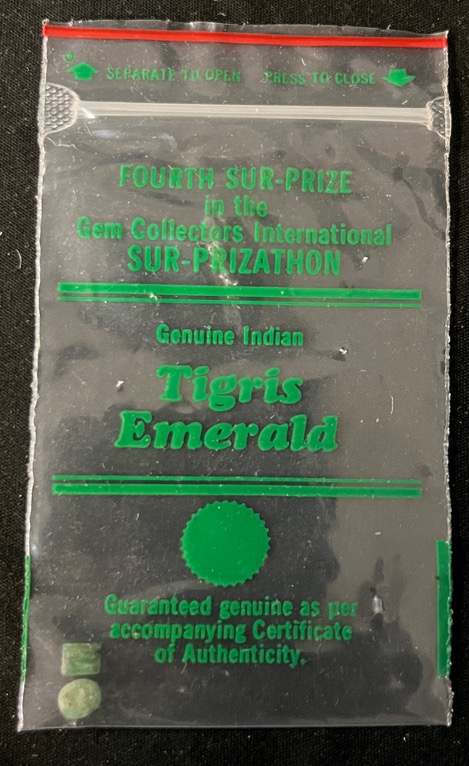 SEPARATE TO OPEN PRESS TO CLOSE
FOURTH SUR-PRIZE
in the
Gem Collectors International
SUR-PRIZATHON
Genuine Indian
Tigris
Emerald
Guaranteed genuine as per
accompanying Certificate
of Authenticity.